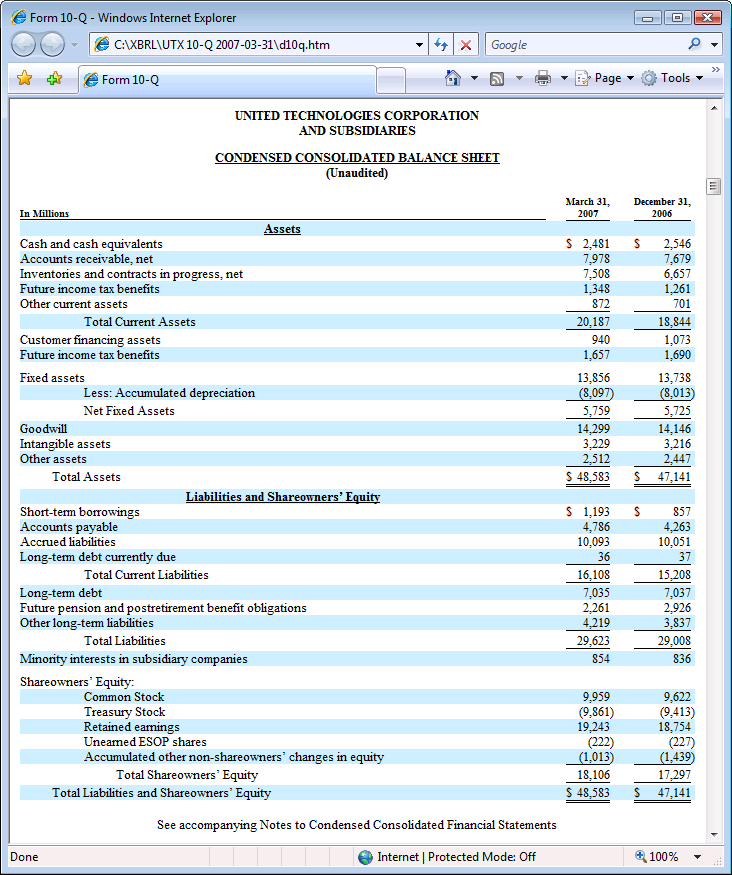 Form 10-Q - Windows Internet Explorer
C:\XBRL\UTX 10-Q 2007-03-31\d10q.htm Google
Form 10-Q Page Tools »
UNITED TECHNOLOGIES CORPORATION
AND SUBSIDIARIES
CONDENSED CONSOLIDATED BALANCE SHEET
(Unaudited)
In Millions March 31, 2007 December 31, 2006
Assets
Cash and cash equivalents $ 2,481 $ 2,546
Accounts receivable, net 7,978 7,679
Inventories and contracts in progress, net 7,508 6,657
Future income tax benefits 1,348 1,261
Other current assets 872 701
Total Current Assets 20,187 18,844
Customer financing assets 940 1,073
Future income tax benefits 1,657 1,690
Fixed assets 13,856 13,738
Less: Accumulated depreciation (8,097) (8,013)
Net Fixed Assets 5,759 5,725
Goodwill 14,299 14,146
Intangible assets 3,229 3,216
Other assets 2,512 2,447
Total Assets $ 48,583 $ 47,141
Liabilities and Shareowners' Equity
Short-term borrowings $ 1,193 $ 857
Accounts payable 4,786 4,263
Accrued liabilities 10,093 10,051
Long-term debt currently due 36 37
Total Current Liabilities 16,108 15,208
Long-term debt 7,035 7,037
Future pension and postretirement benefit obligations 2,261 2,926
Other long-term liabilities 4,219 3,837
Total Liabilities 29,623 29,008
Minority interests in subsidiary companies 854 836
Shareowners' Equity:
Common Stock 9,959 9,622
Treasury Stock (9,861) (9,413)
Retained earnings 19,243 18,754
Unearned ESOP shares (222) (227)
Accumulated other non-shareowners' changes in equity (1,013) (1,439)
Total Shareowners' Equity 18,106 17,297
Total Liabilities and Shareowners' Equity $ 48,583 $ 47,141
See accompanying Notes to Condensed Consolidated Financial Statements
Done Internet | Protected Mode: Off 100%